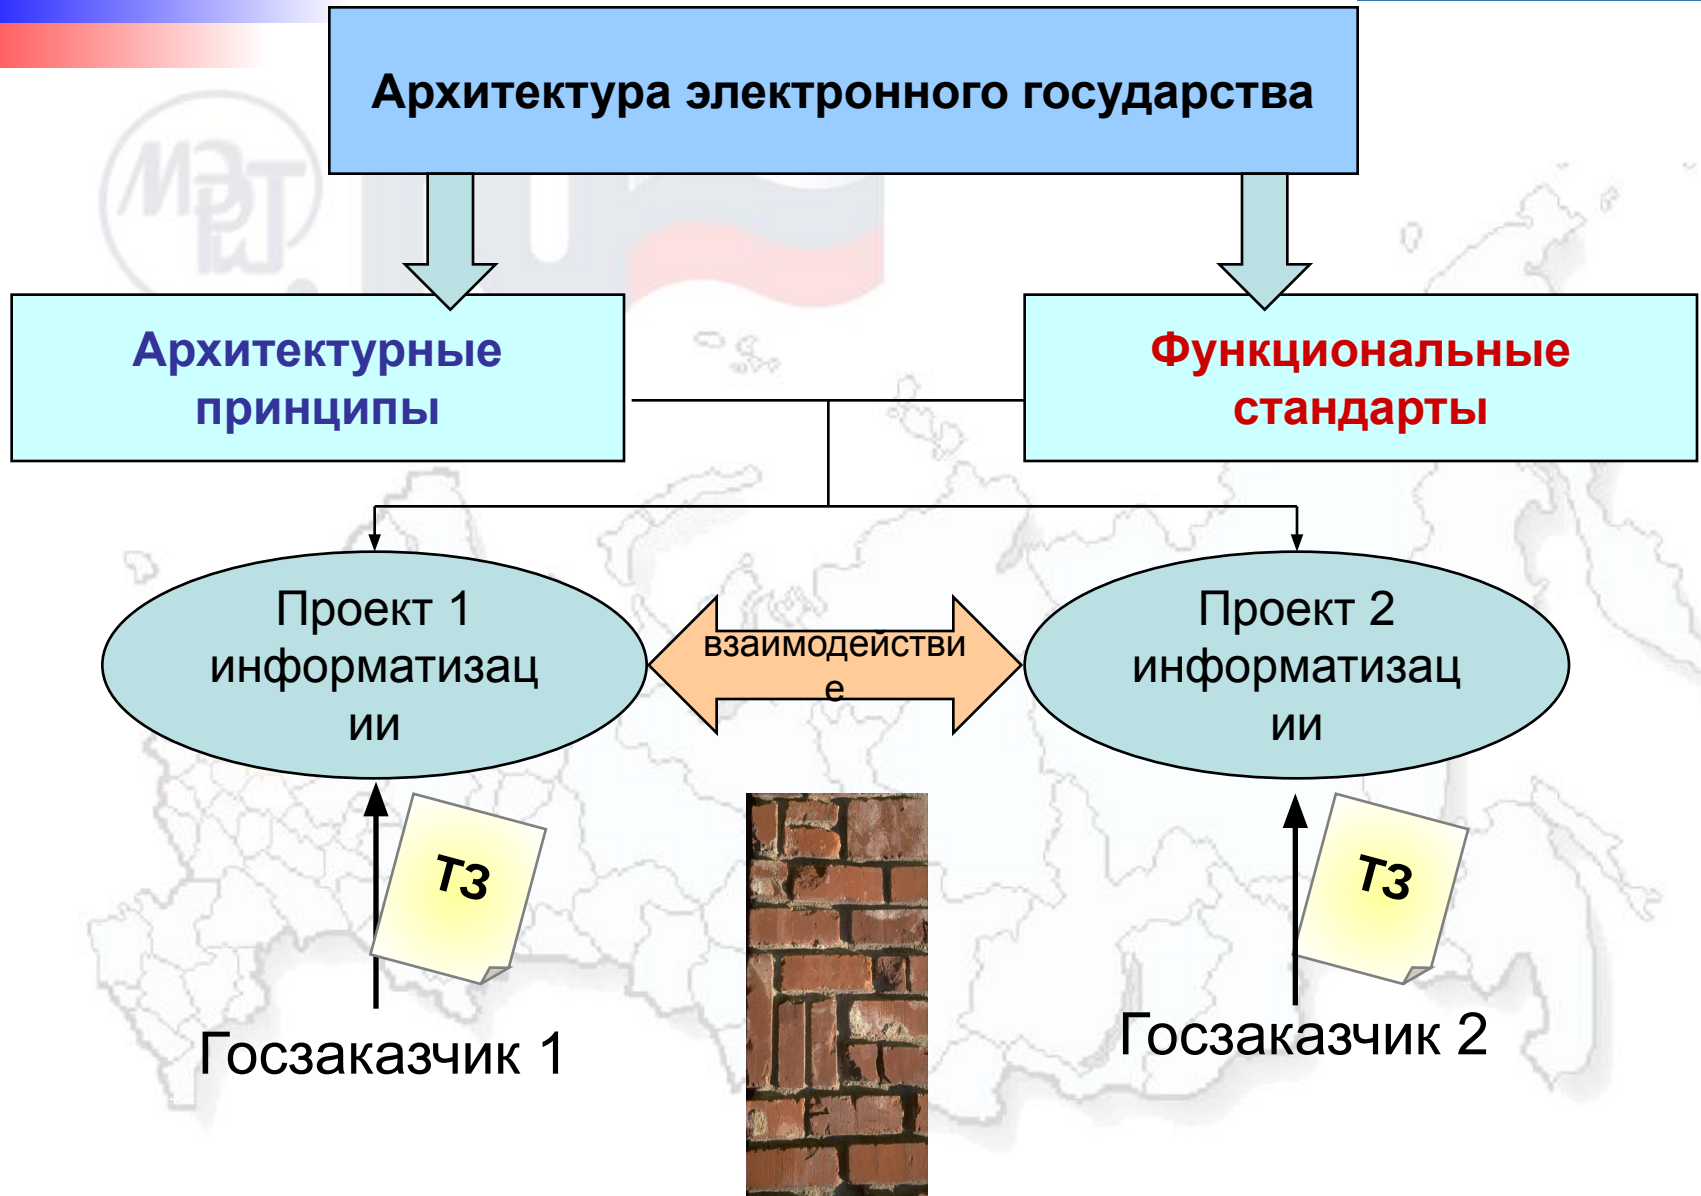 Архитектура электронного государства
МЭРиТ
Архитектурные
принципы
Функциональные
стандарты
Проект 1
информатизац
ии
взаимодействи
е
Проект 2
информатизац
ии
ТЗ
ТЗ
Госзаказчик 1
Госзаказчик 2